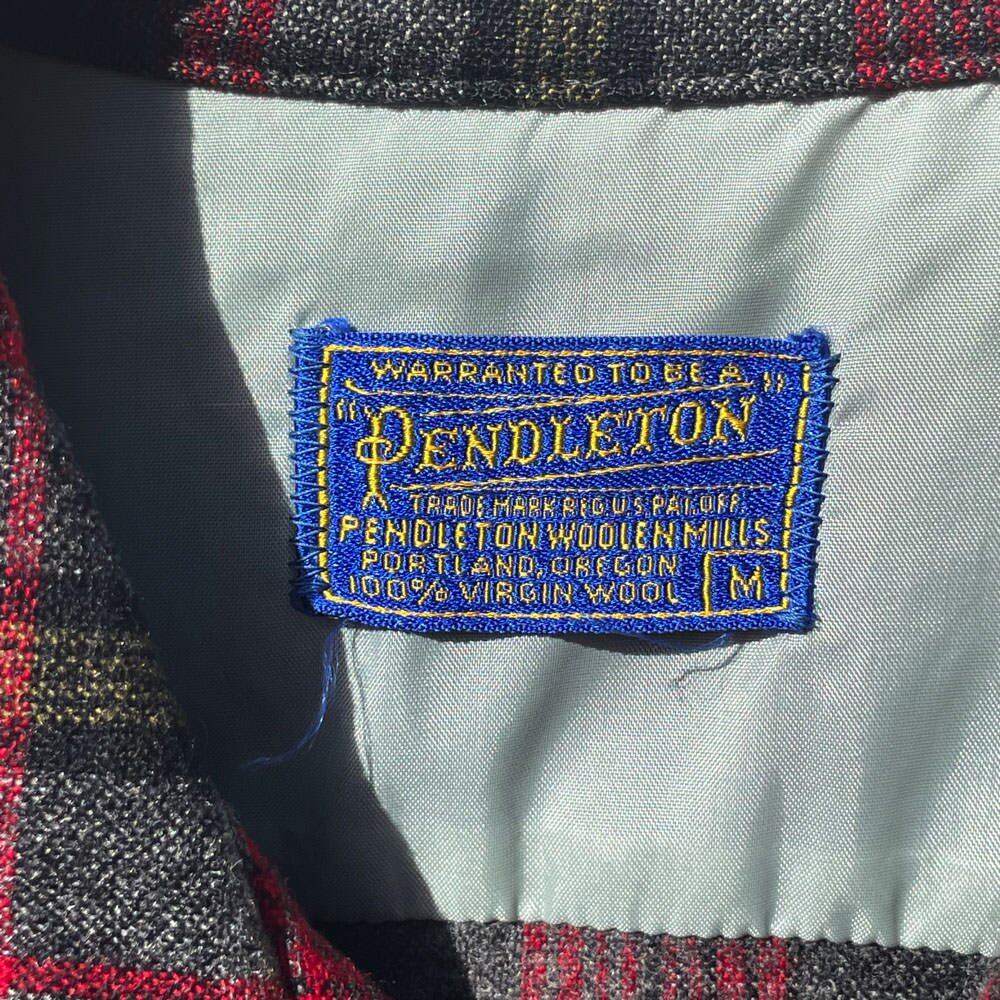 WARRANTED TO BE A
"PENDLETON"
TRADE MARK REG. U.S. PAT. OFF.
PENDLETON WOOLEN MILLS
PORTLAND, OREGON
100% VIRGIN WOOL
M